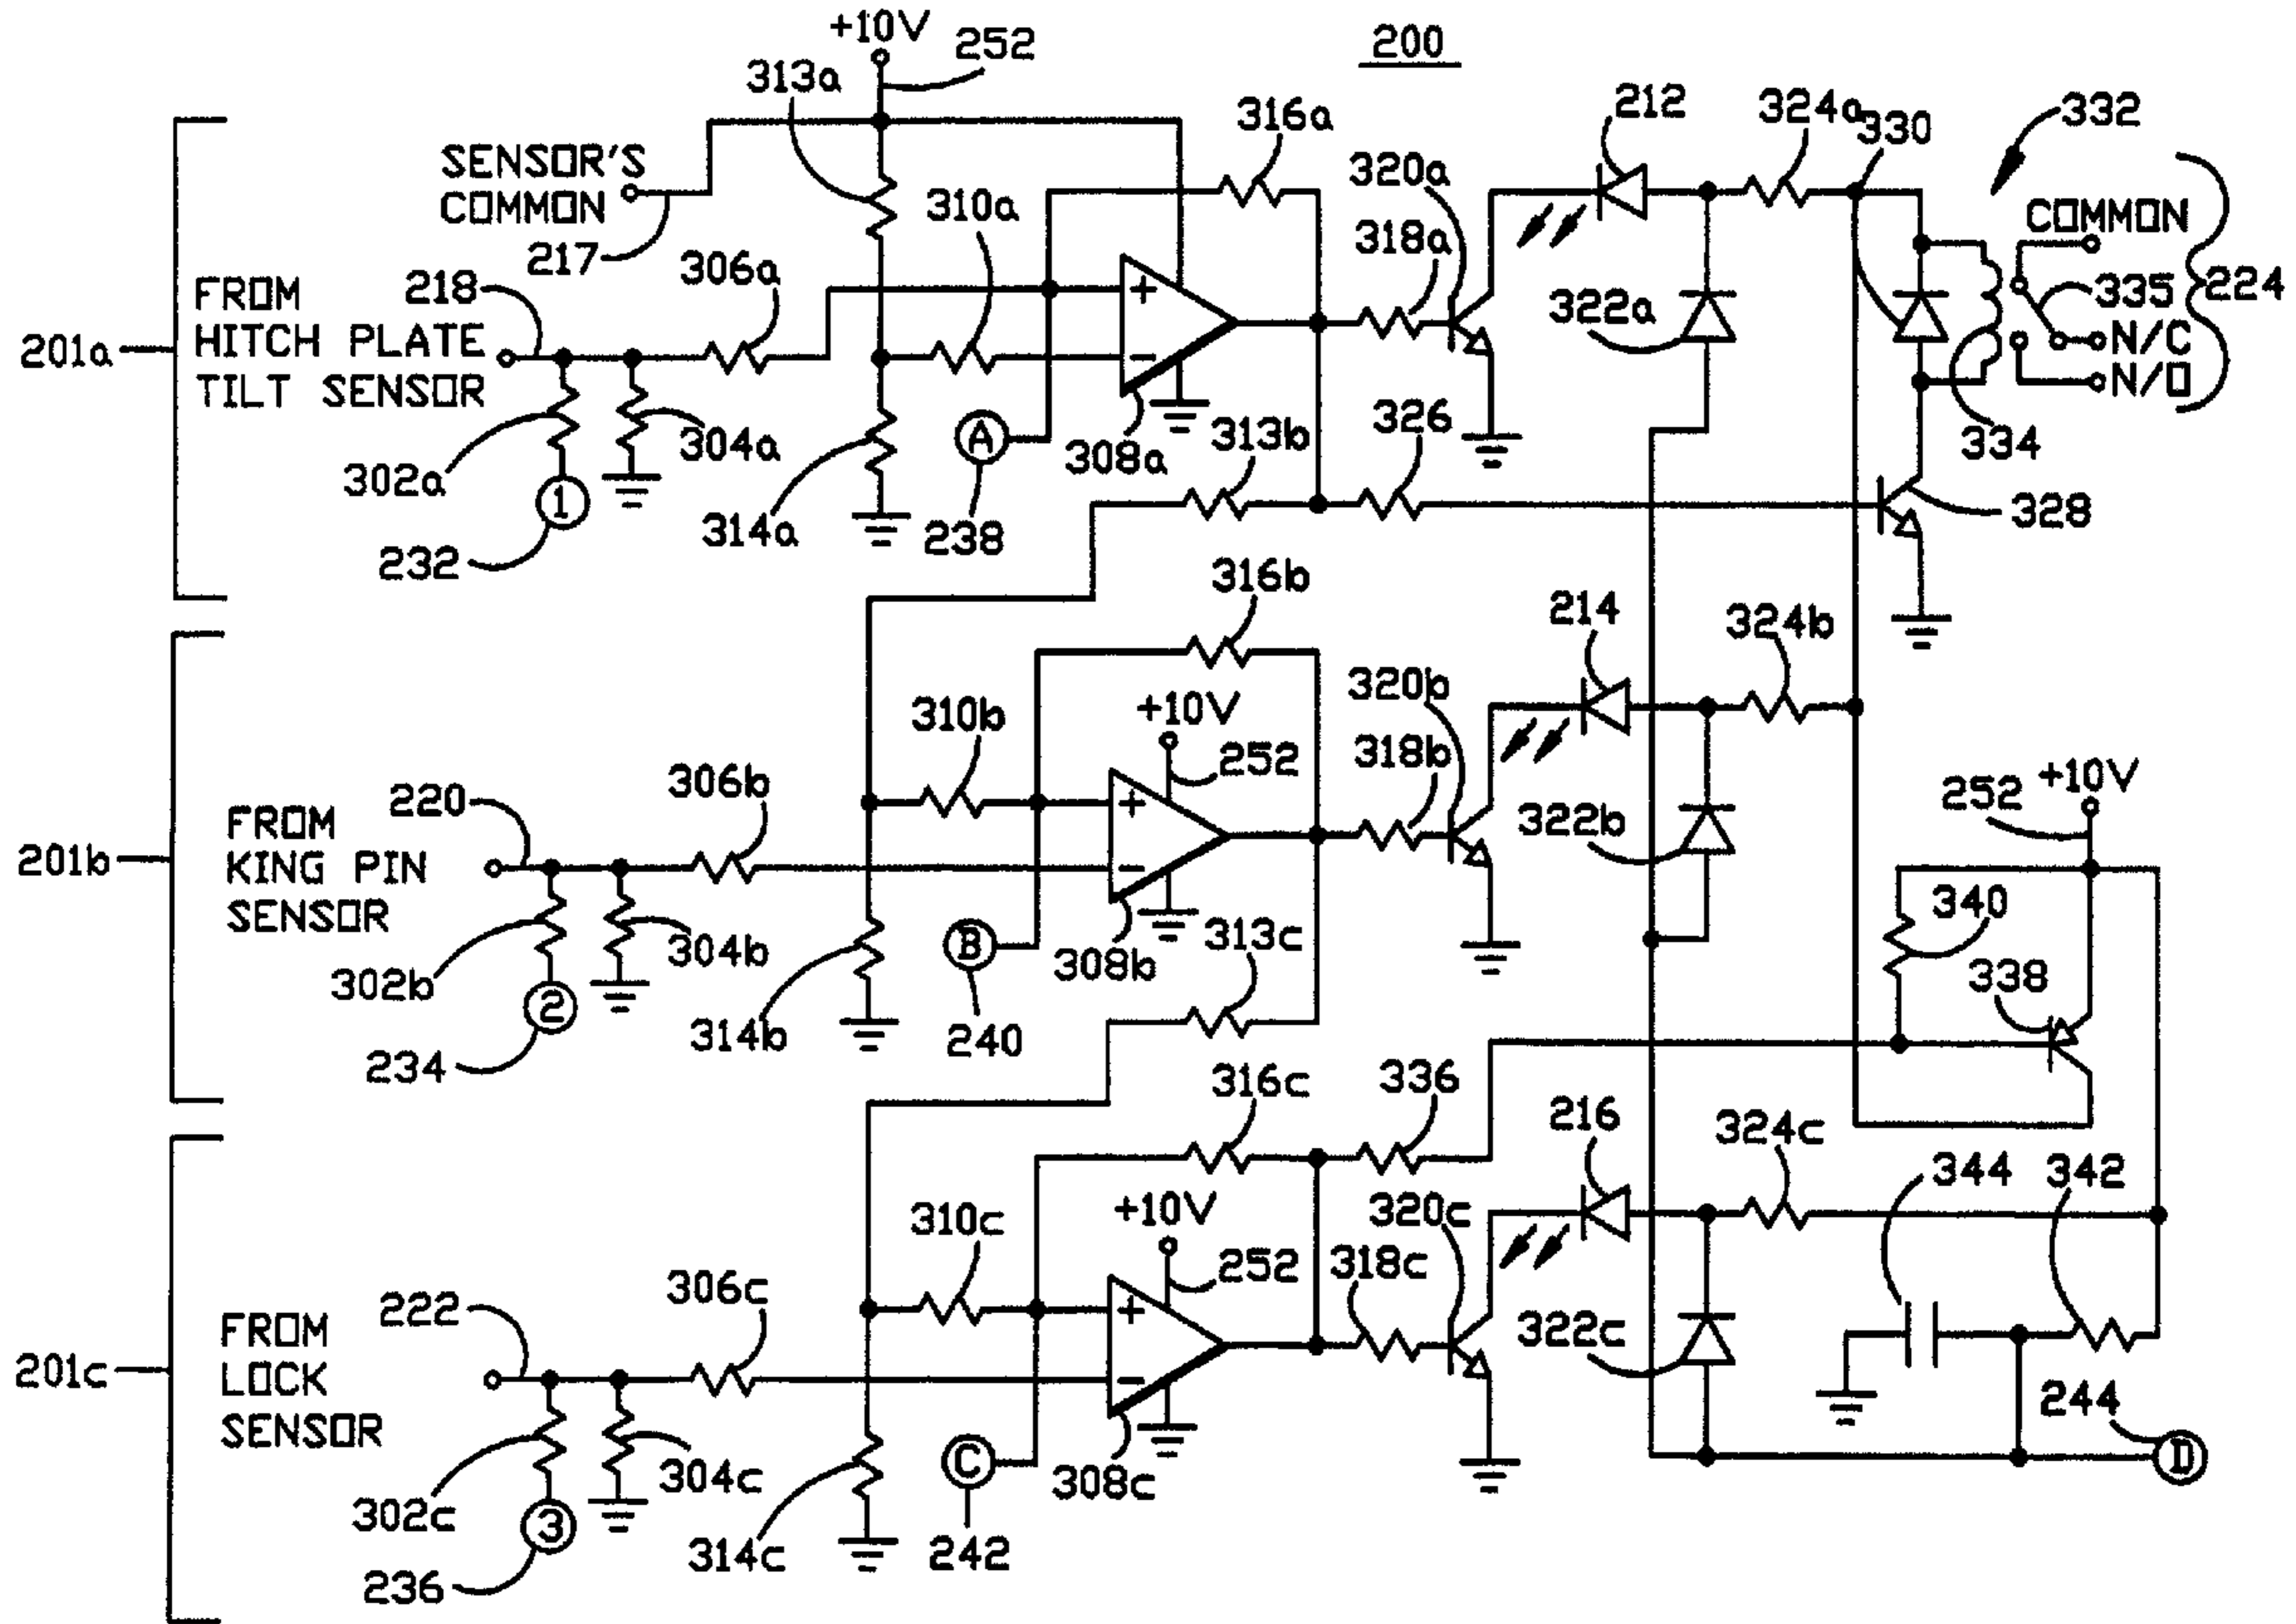 +10V
252
200
313a
316a
212
324a
330
332
SENSOR'S
COMMON
217
310a
320a
COMMON
318a
306a
218
FROM
HITCH PLATE
TILT SENSOR
201a
322a
335
224
N/C
N/O
302a
304a
A
308a
313b
326
334
1
314a
238
328
232
316b
214
324b
320b
310b
+10V
318b
306b
252
252
+10V
220
FROM
KING PIN
SENSOR
201b
322b
340
302b
304b
B
308b
313c
338
2
314b
240
234
316c
336
216
324c
344
342
310c
+10V
320c
318c
252
306c
222
FROM
LOCK
SENSOR
201c
322c
244
302c
304c
C
308c
D
3
314c
242
236